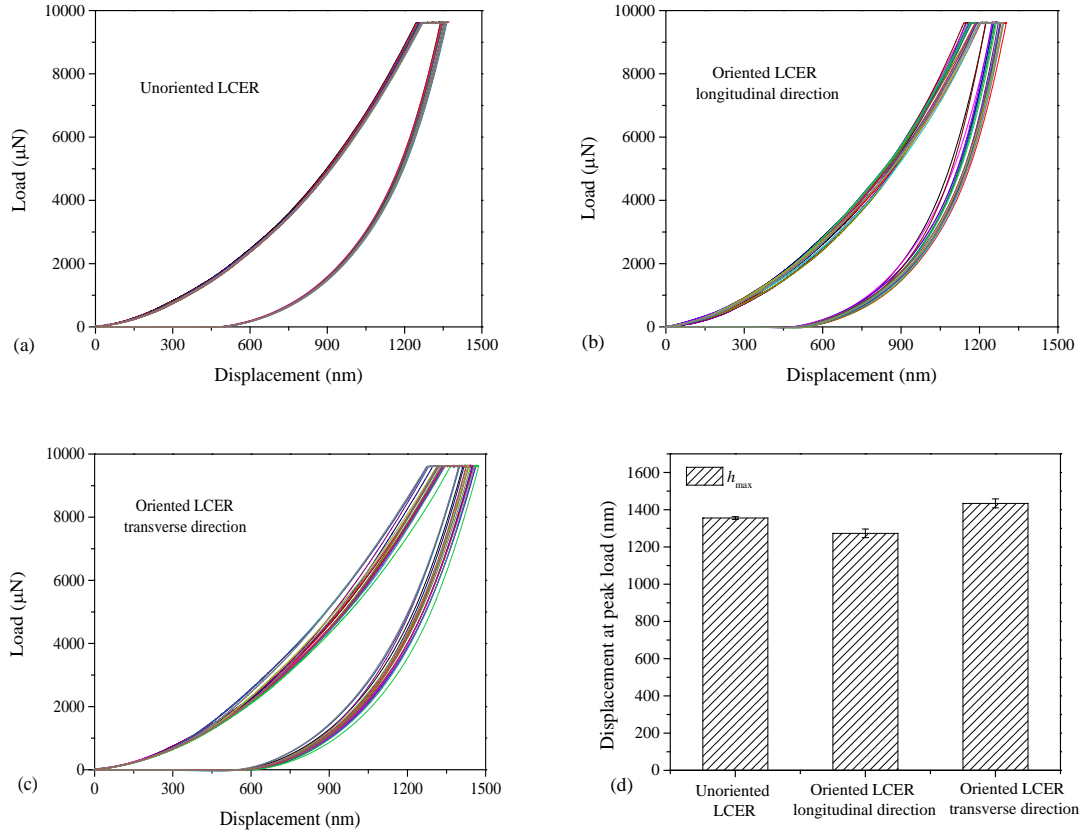 10000
8000
6000
4000
2000
0
Load (μN)
Unoriented LCER
0 300 600 900 1200 1500
(a)
Displacement (nm)
10000
8000
6000
4000
2000
0
Load (μN)
Oriented LCER
longitudinal direction
0 300 600 900 1200 1500
(b)
Displacement (nm)
10000
8000
6000
4000
2000
0
Load (μN)
Oriented LCER
transverse direction
0 300 600 900 1200 1500
(c)
Displacement (nm)
1600
1400
1200
1000
800
600
400
200
0
Displacement at peak load (nm)
hmax
(d)
Unoriented
LCER
Oriented LCER
longitudinal direction
Oriented LCER
transverse direction